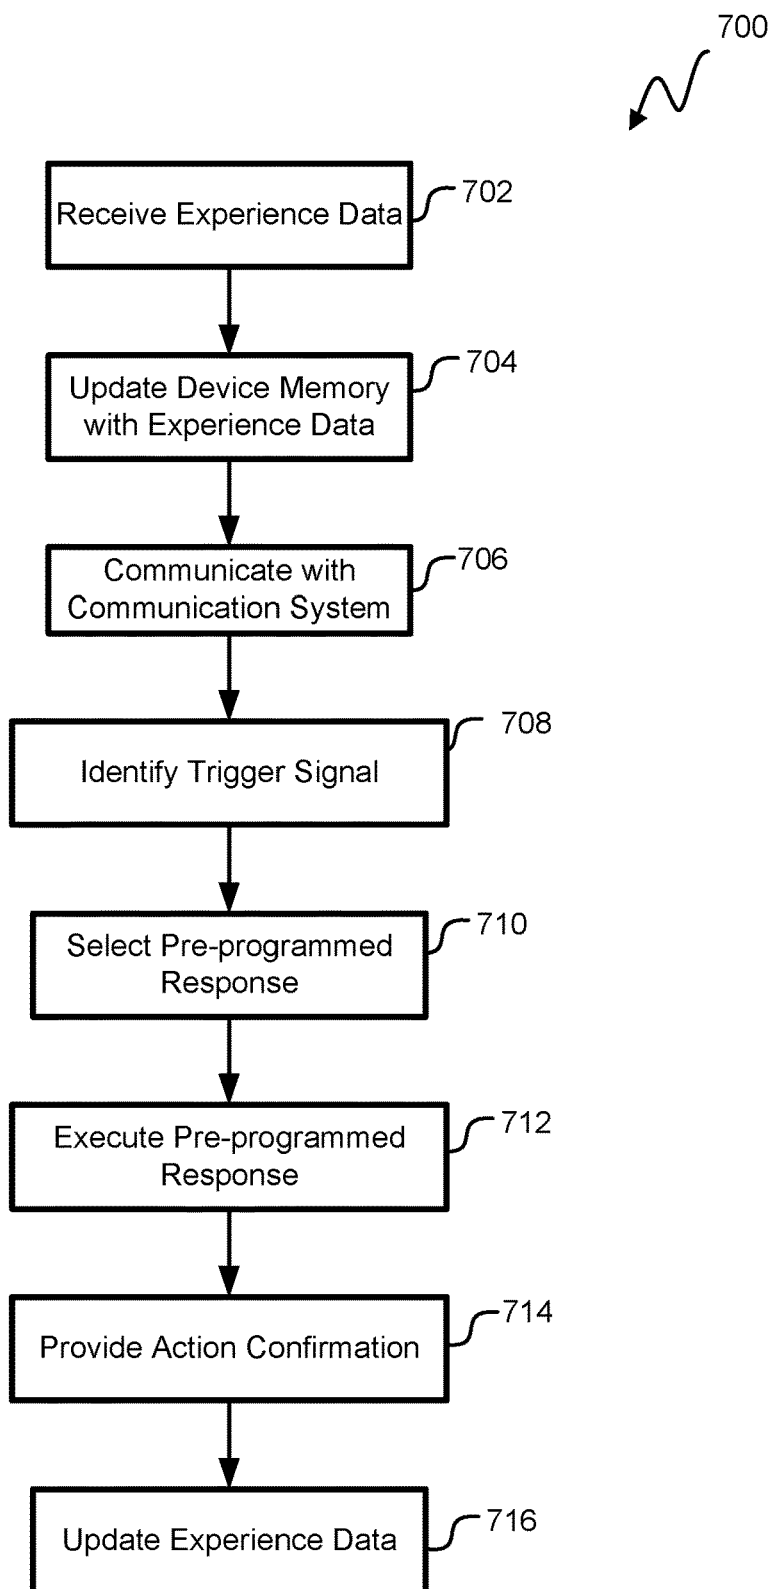 700
Receive Experience Data
702
Update Device Memory
with Experience Data
704
Communicate with
Communication System
706
Identify Trigger Signal
708
Select Pre-programmed
Response
710
Execute Pre-programmed
Response
712
Provide Action Confirmation
714
Update Experience Data
716